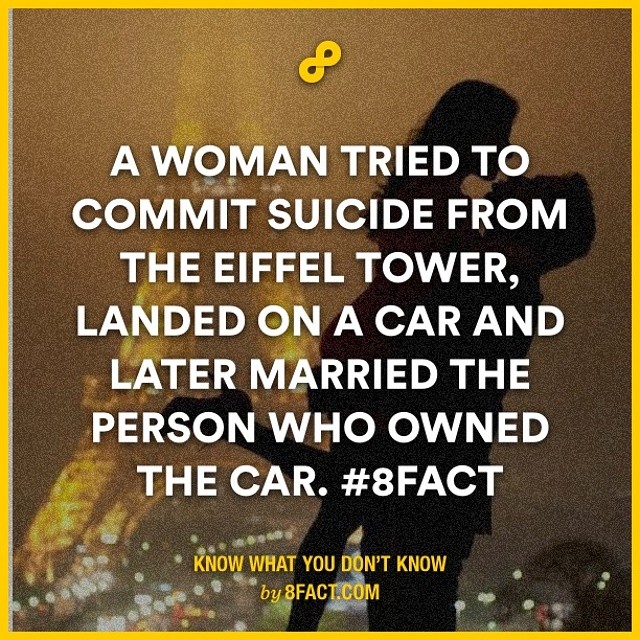 A WOMAN TRIED TO
COMMIT SUICIDE FROM
THE EIFFEL TOWER,
LANDED ON A CAR AND
LATER MARRIED THE
PERSON WHO OWNED
THE CAR. #8FACT
KNOW WHAT YOU DON'T KNOW
by 8FACT.COM